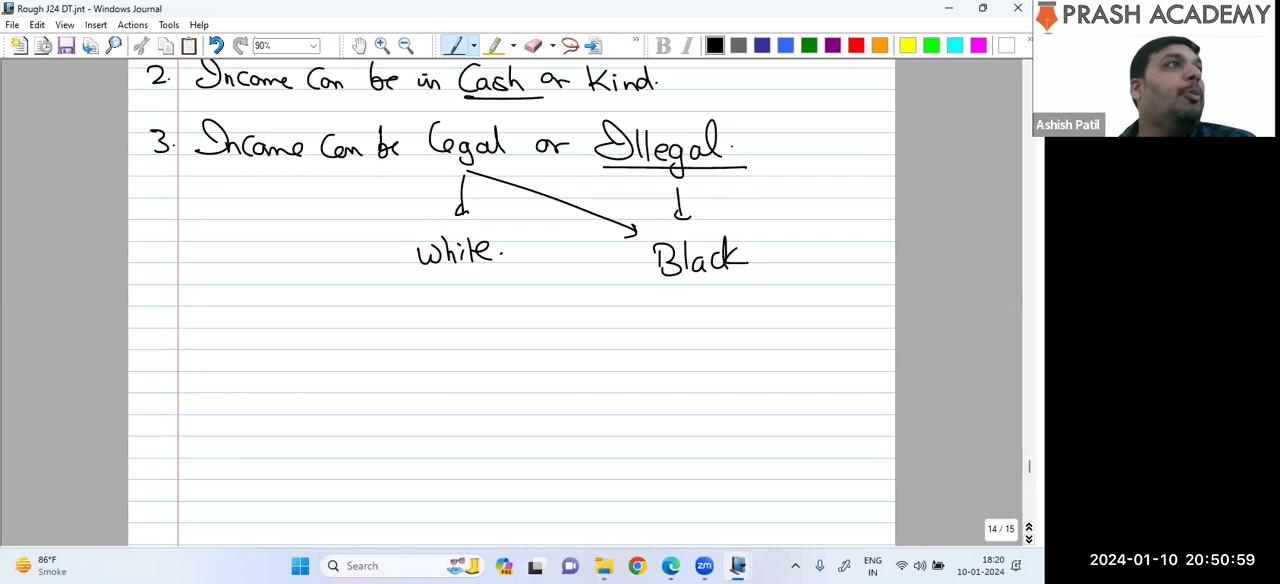 Rough J24 DT.jnt - Windows Journal
File Edit View Insert Actions Tools Help
90%
B I
PRASH ACADEMY
Ashish Patil
2. Income Can be in Cash or Kind.
3. Income Can be Legal or Illegal.
White.
Black
14 / 15
86°F
Smoke
Search
ENG
IN
18:20
10-01-2024
2024-01-10 20:50:59